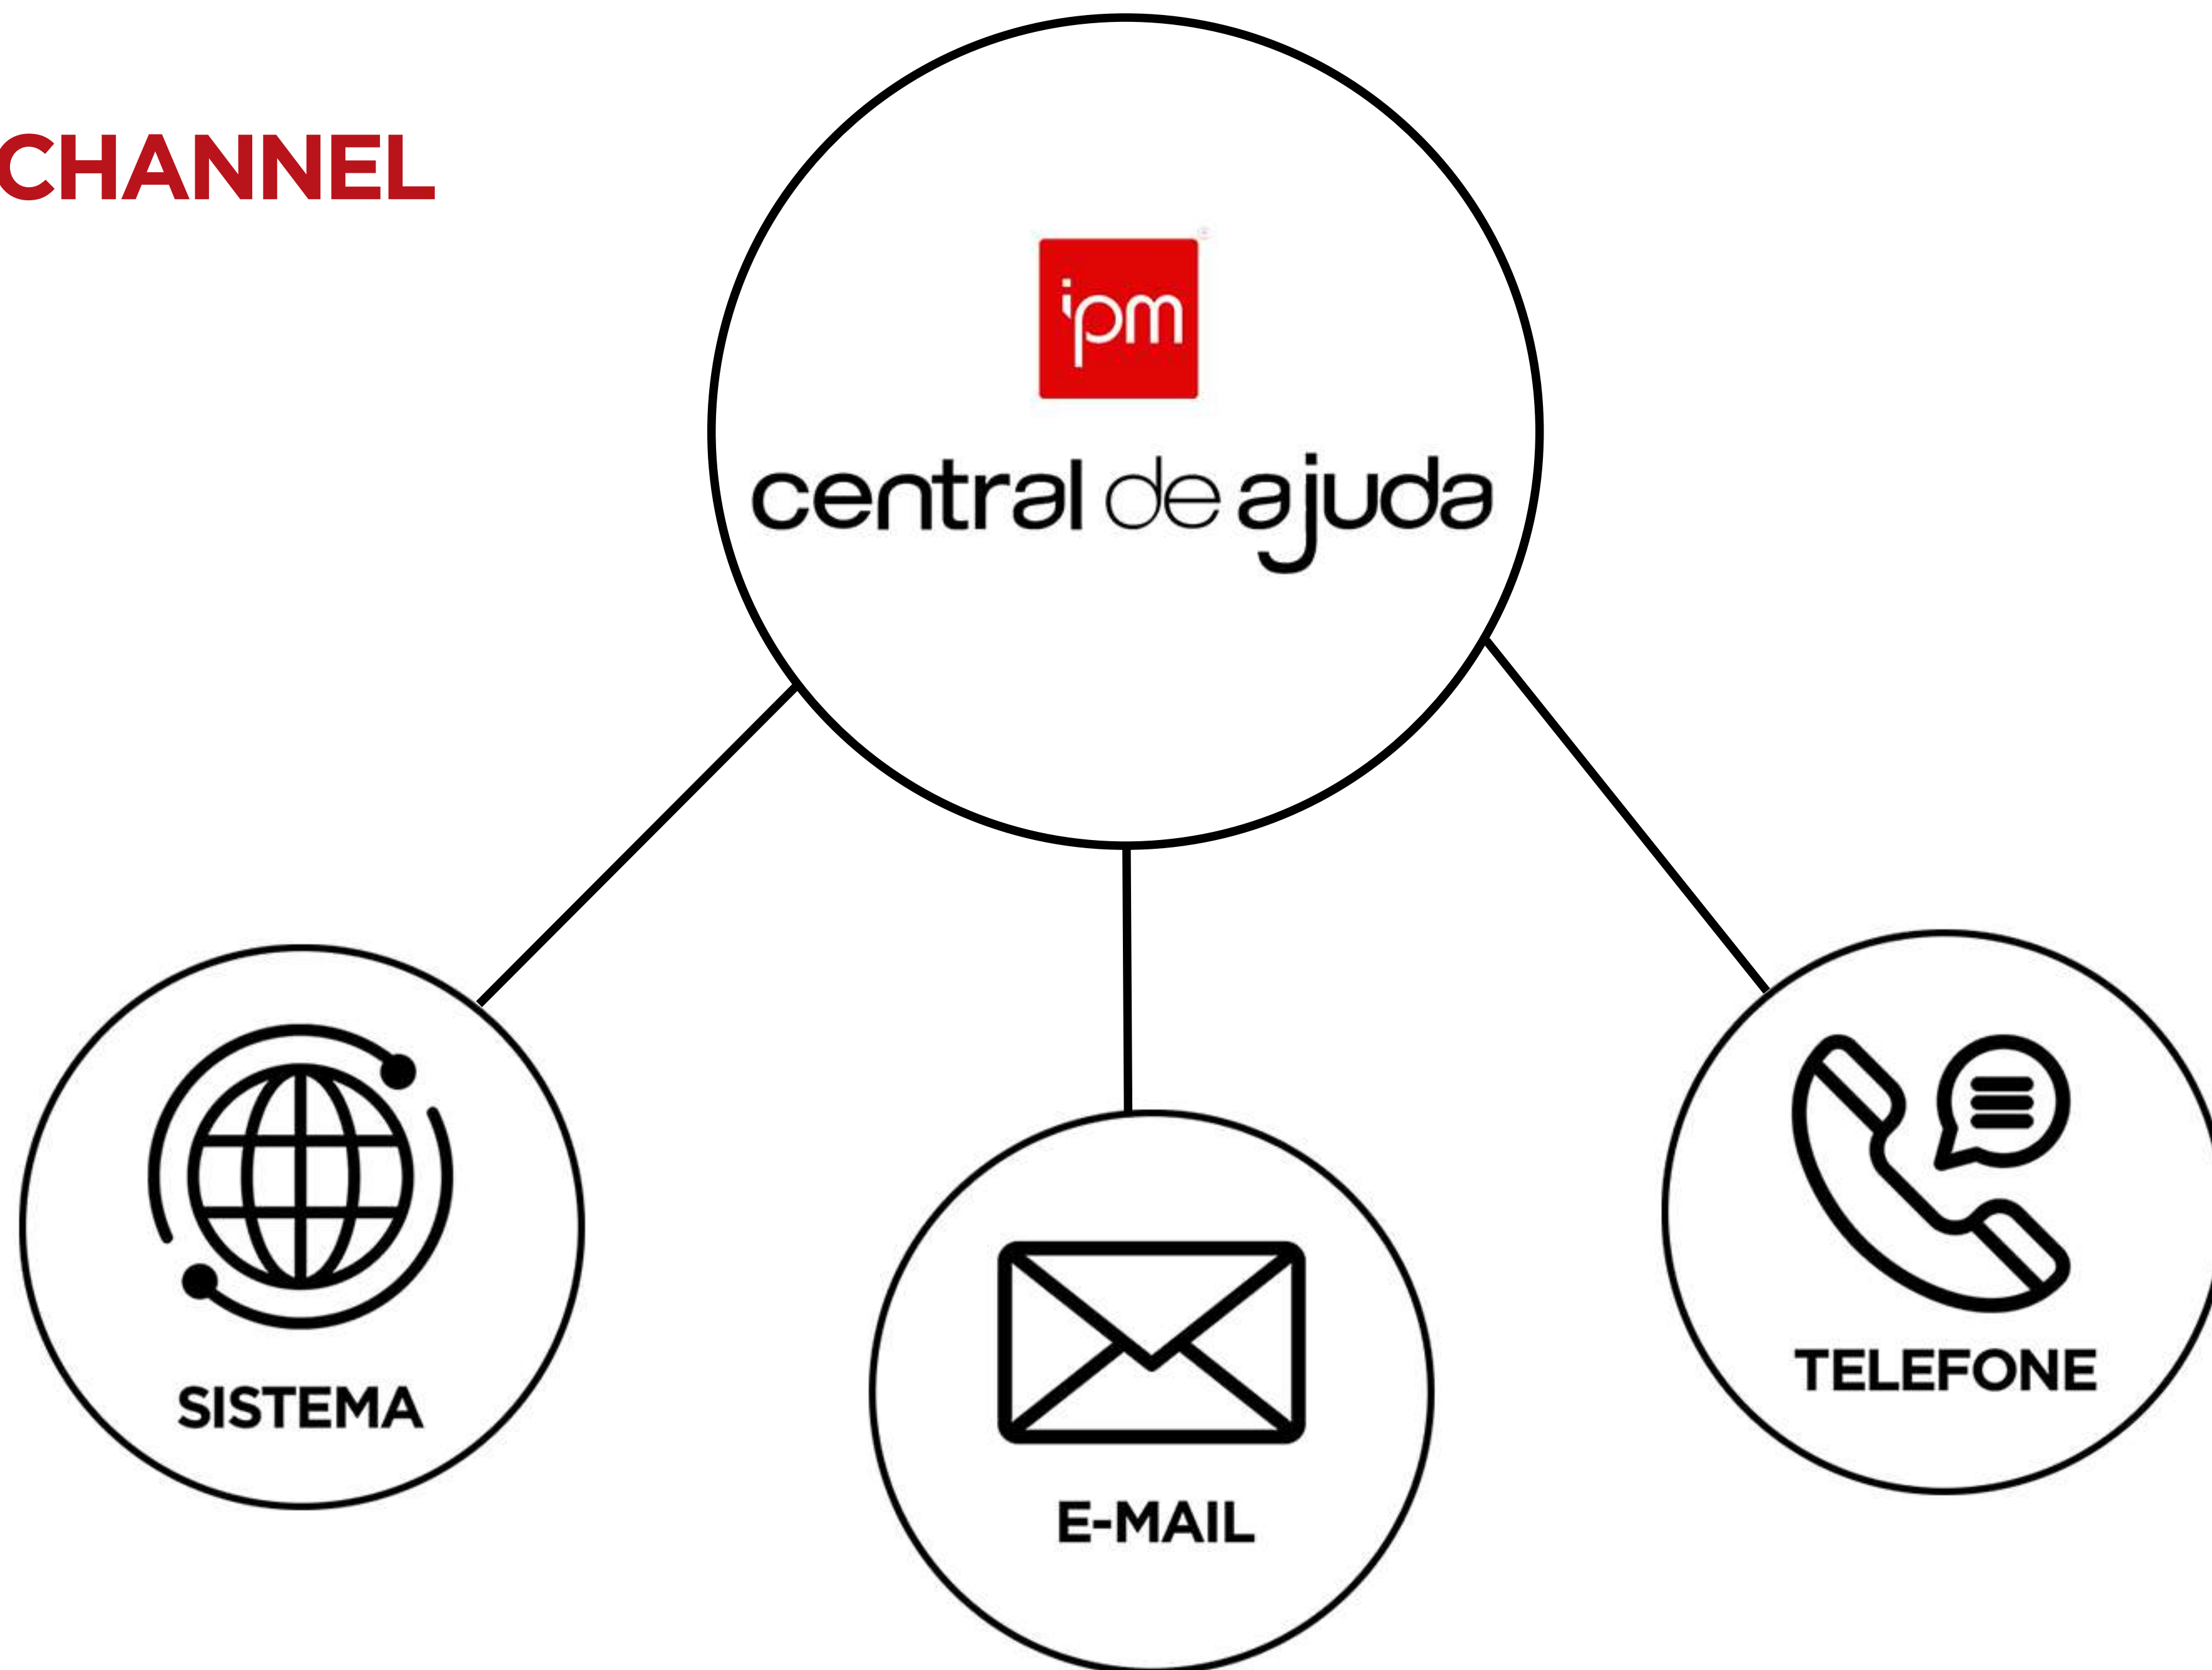 CHANNEL
ipm
central de ajuda
SISTEMA
E-MAIL
TELEFONE